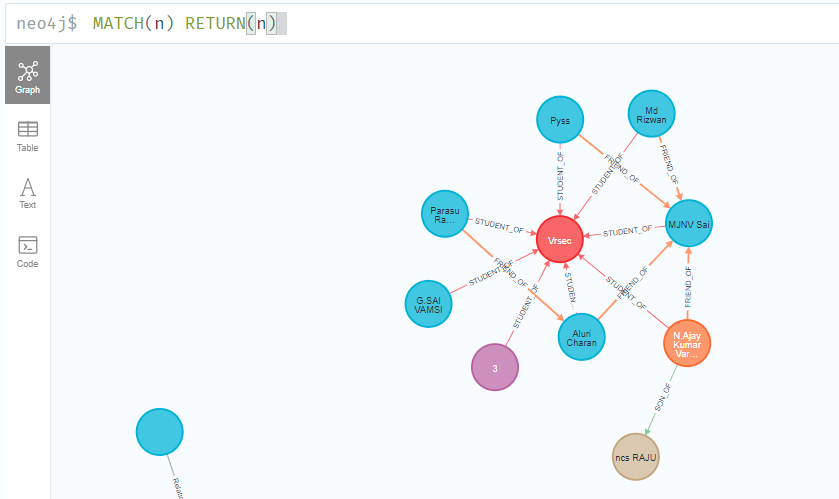 neo4j$ MATCH(n) RETURN(n)
Graph
Table
Text
Code
Pyss
Md
Rizwan
STUDENT_OF
STUDENT_OF
FRIEND_OF
FRIEND_OF
Parasu
Ra...
STUDENT_OF
Vrsec
STUDENT_OF
MJNV Sai
G.SAI
VAMSI
STUDENT_OF
FRIEND_OF
STUDENT_OF
STUDEN...
FRIEND_OF
STUDENT_OF
FRIEND_OF
Aluri
Charan
N.Ajay
Kumar
Var...
3
SON_OF
ncs RAJU